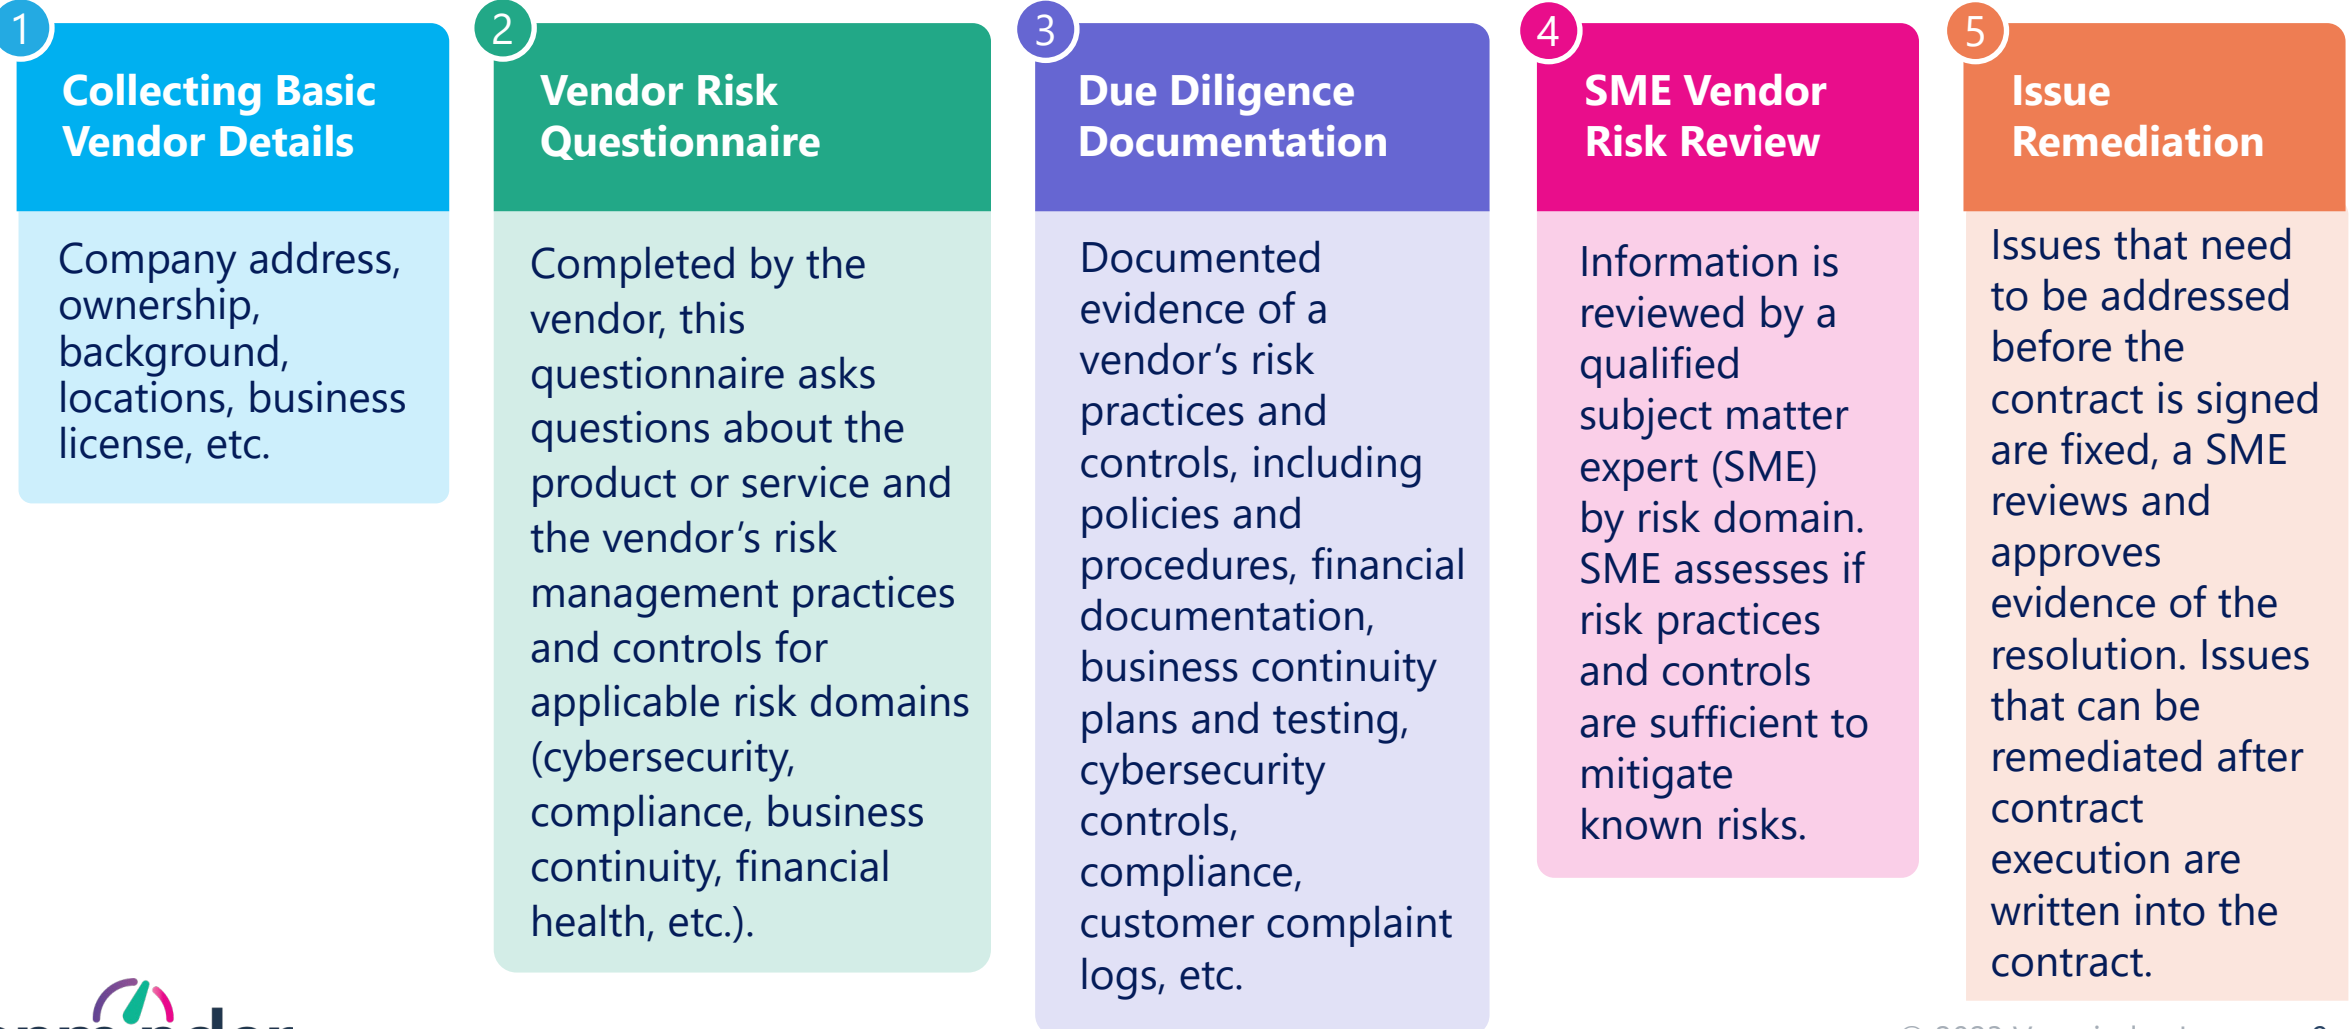 1
Collecting Basic
Vendor Details
Company address,
ownership,
background,
locations, business
license, etc.
2
Vendor Risk
Questionnaire
Completed by the
vendor, this
questionnaire asks
questions about the
product or service and
the vendor’s risk
management practices
and controls for
applicable risk domains
(cybersecurity,
compliance, business
continuity, financial
health, etc.).
3
Due Diligence
Documentation
Documented
evidence of a
vendor’s risk
practices and
controls, including
policies and
procedures, financial
documentation,
business continuity
plans and testing,
cybersecurity
controls,
compliance,
customer complaint
logs, etc.
4
SME Vendor
Risk Review
Information is
reviewed by a
qualified
subject matter
expert (SME)
by risk domain.
SME assesses if
risk practices
and controls
are sufficient to
mitigate
known risks.
5
Issue
Remediation
Issues that need
to be addressed
before the
contract is signed
are fixed, a SME
reviews and
approves
evidence of the
resolution. Issues
that can be
remediated after
contract
execution are
written into the
contract.